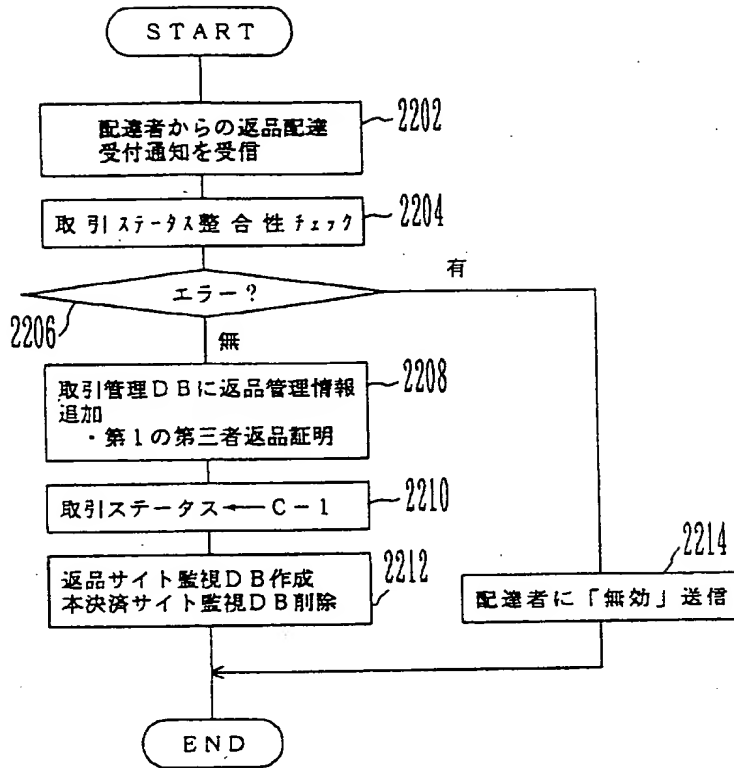 START
配達者からの返品配達
受付通知を受信
2202
取引ステータス整合性チェック
2204
エラー?
有
2206
無
取引管理DBに返品管理情報
追加
・第1の第三者返品証明
2208
取引ステータス←C-1
2210
返品サイト監視DB作成
本決済サイト監視DB削除
2212
2214
配達者に「無効」送信
END